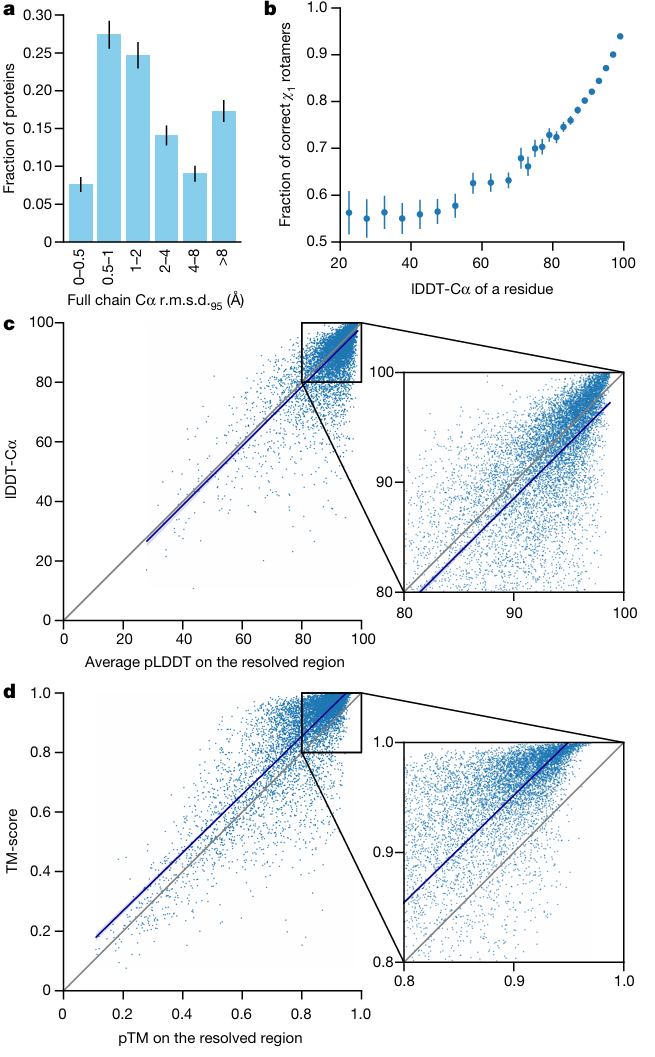 a
0.30
0.25
0.20
0.15
0.10
0.05
0
Fraction of proteins
0–0.5
0.5–1
1–2
2–4
4–8
>8
Full chain Cα r.m.s.d.95 (Å)
b
1.0
0.9
0.8
0.7
0.6
0.5
Fraction of correct χ1 rotamers
20 40 60 80 100
lDDT-Cα of a residue
c
100
80
60
40
20
0
lDDT-Cα
0 20 40 60 80 100
Average pLDDT on the resolved region
100
90
80
80 90 100
d
1.0
0.8
0.6
0.4
0.2
0
TM-score
0 0.2 0.4 0.6 0.8 1.0
pTM on the resolved region
1.0
0.9
0.8
0.8 0.9 1.0